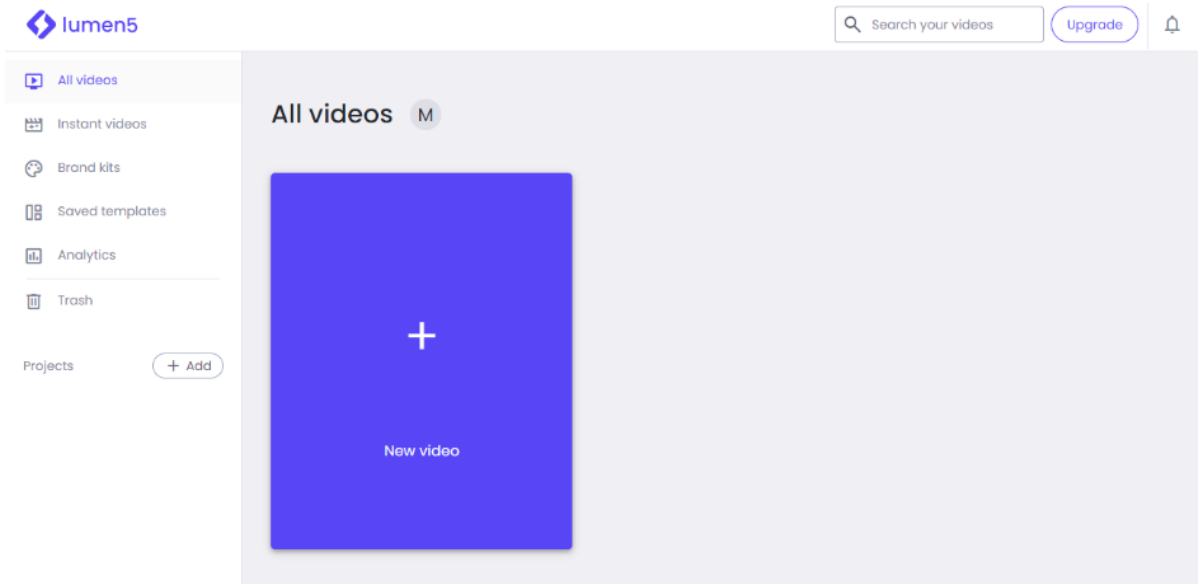 lumen5
Search your videos
Upgrade
All videos
Instant videos
Brand kits
Saved templates
Analytics
Trash
Projects
+ Add
All videos M
New video